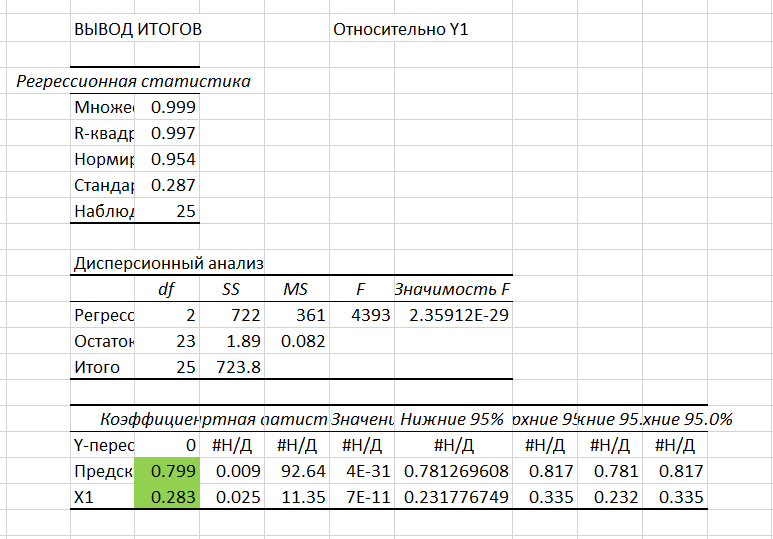 ВЫВОД ИТОГОВ Относительно Y1
Регрессионная статистика
Множес 0.999
R-квадр 0.997
Нормир 0.954
Стандар 0.287
Наблюд 25
Дисперсионный анализ
df SS MS F Значимость F
Регресс 2 722 361 4393 2.35912E-29
Остаток 23 1.89 0.082
Итого 25 723.8
Коэффициен ртная атист Значени Нижние 95% рхние 95 жние 95. хние 95.0%
Y-перес 0 #Н/Д #Н/Д #Н/Д #Н/Д #Н/Д #Н/Д #Н/Д
Предск 0.799 0.009 92.64 4E-31 0.781269608 0.817 0.781 0.817
X1 0.283 0.025 11.35 7E-11 0.231776749 0.335 0.232 0.335